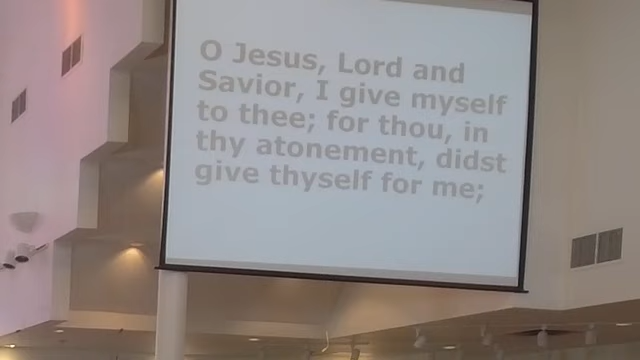 O Jesus, Lord and
Savior, I give myself
to thee; for thou, in
thy atonement, didst
give thyself for me;